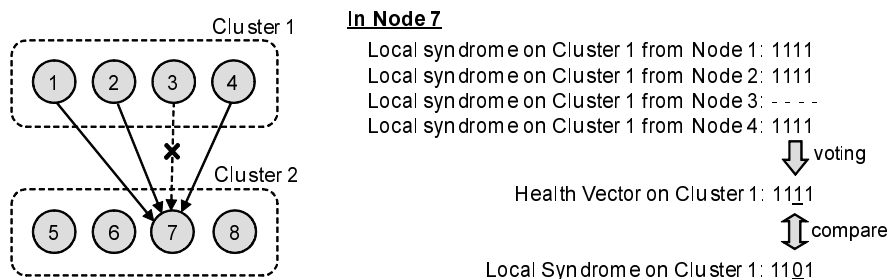 Cluster 1
1 2 3 4
Cluster 2
5 6 7 8
In Node 7
Local syndrome on Cluster 1 from Node 1: 1111
Local syndrome on Cluster 1 from Node 2: 1111
Local syndrome on Cluster 1 from Node 3: - - - -
Local syndrome on Cluster 1 from Node 4: 1111
voting
Health Vector on Cluster 1: 1111
compare
Local Syndrome on Cluster 1: 1101